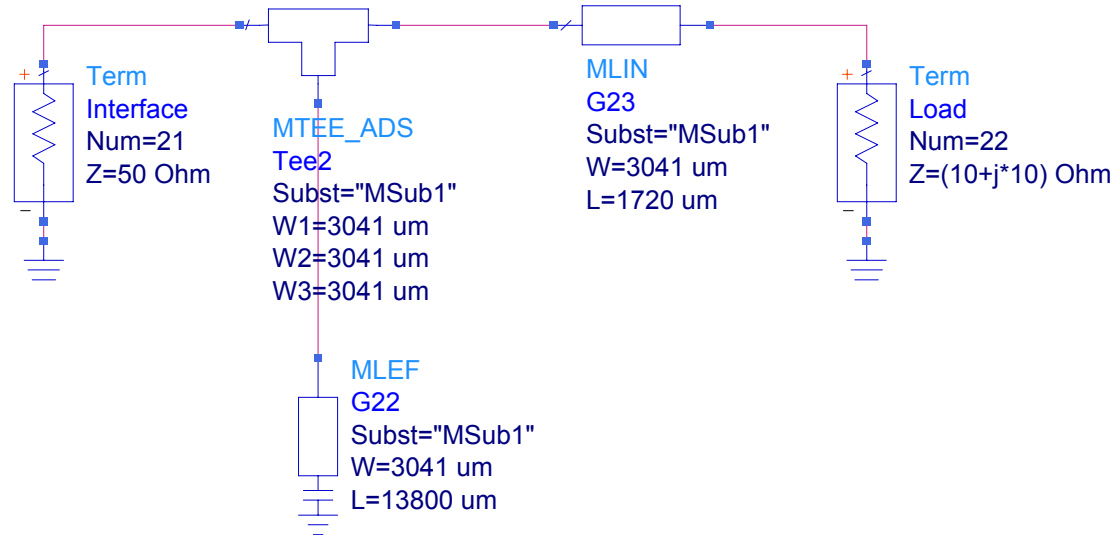 +
Term
Interface
Num=21
Z=50 Ohm
−
MTEE_ADS
Tee2
Subst="MSub1"
W1=3041 um
W2=3041 um
W3=3041 um
MLIN
G23
Subst="MSub1"
W=3041 um
L=1720 um
+
Term
Load
Num=22
Z=(10+j*10) Ohm
−
MLEF
G22
Subst="MSub1"
W=3041 um
L=13800 um